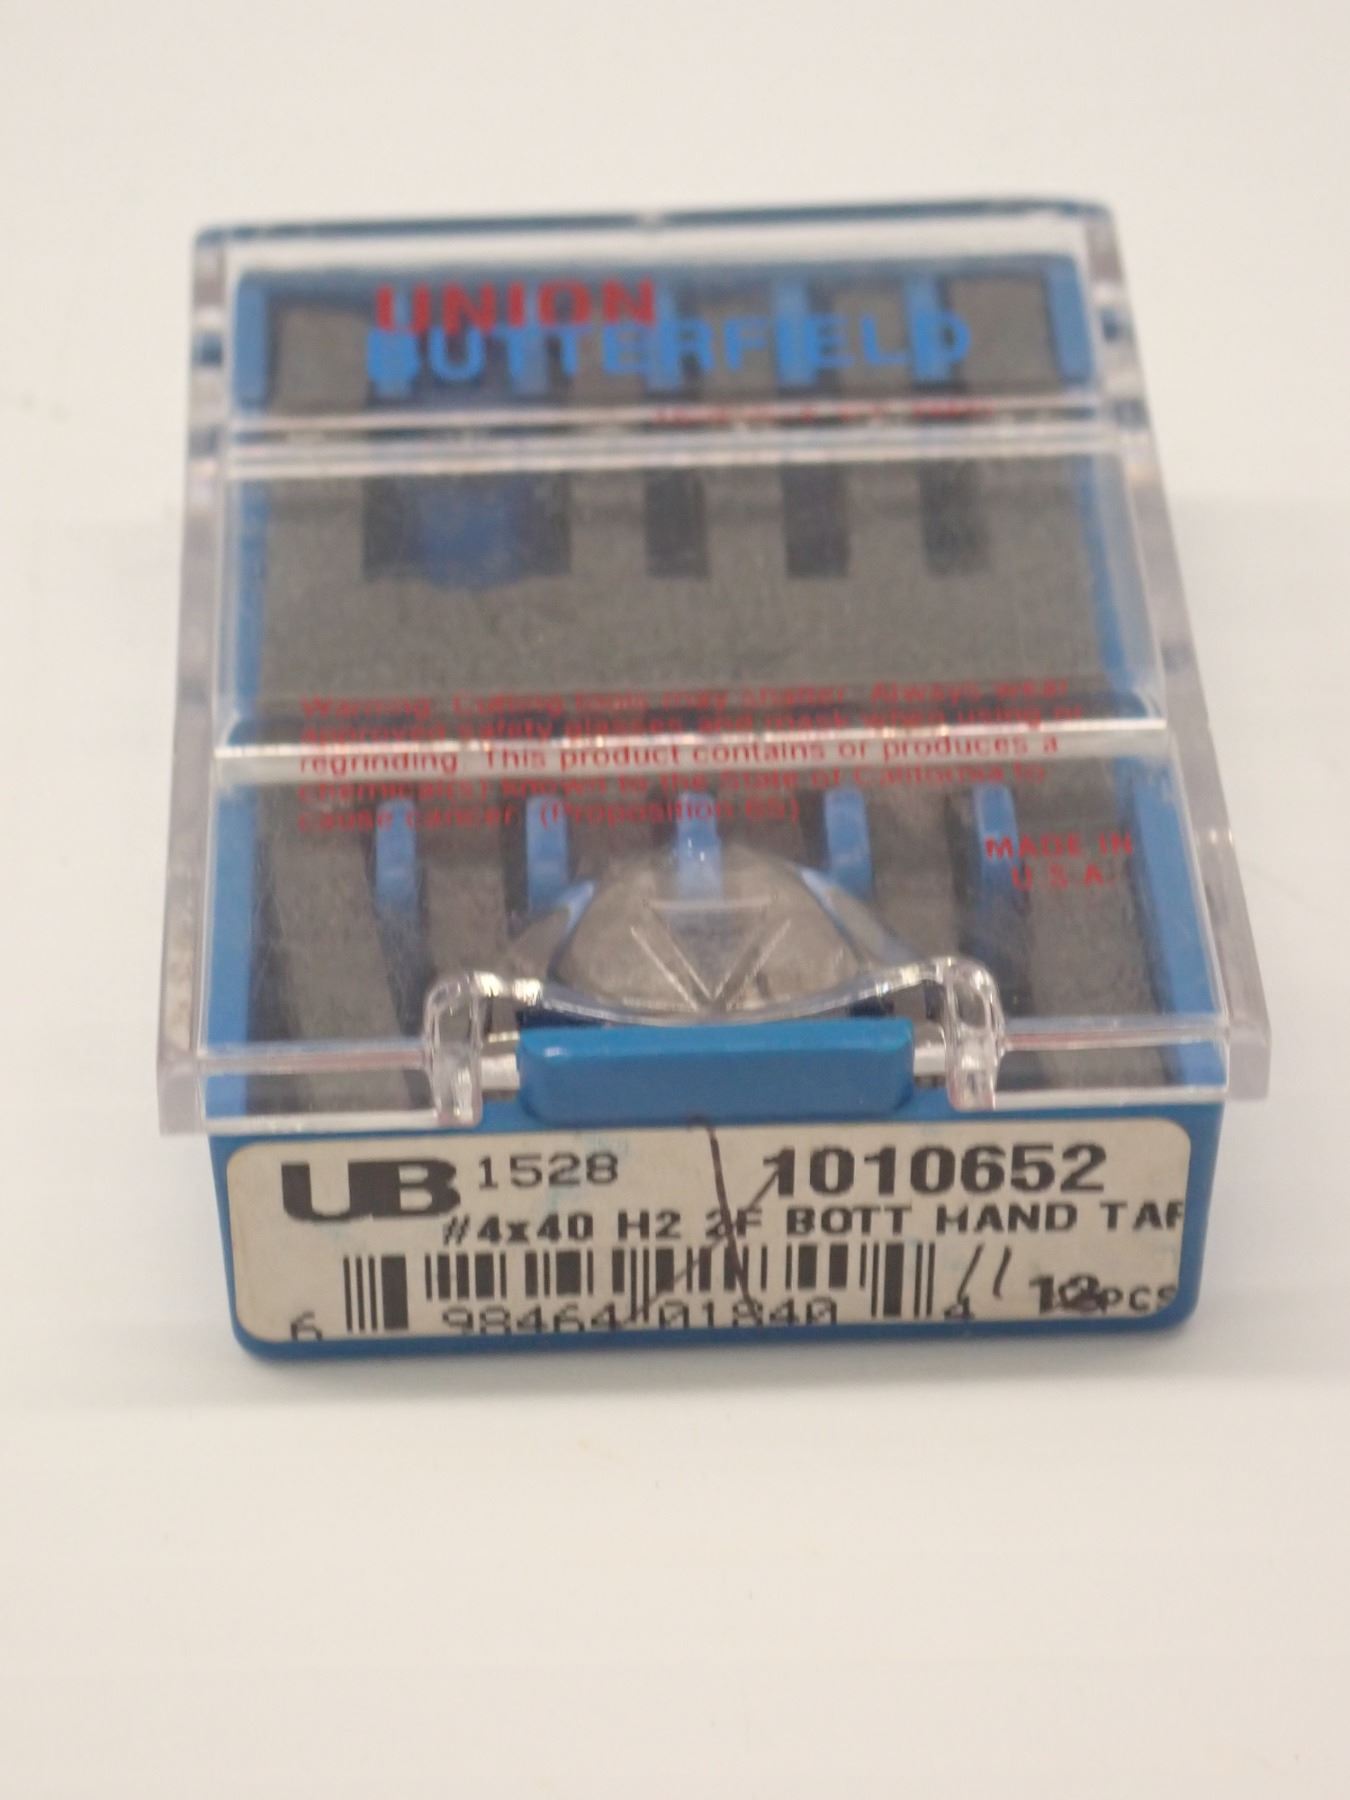 UNION
BUTTERFIELD
Warning: Cutting tools may shatter. Always wear
approved safety glasses and mask when using or
regrinding. This product contains or produces a
chemical(s) known to the State of California to
cause cancer. (Proposition 65)
MADE IN
U.S.A.
UB 1528 1010652
#4x40 H2 2F BOTT HAND TAP
11 12 PCS
6 98464 01840 4